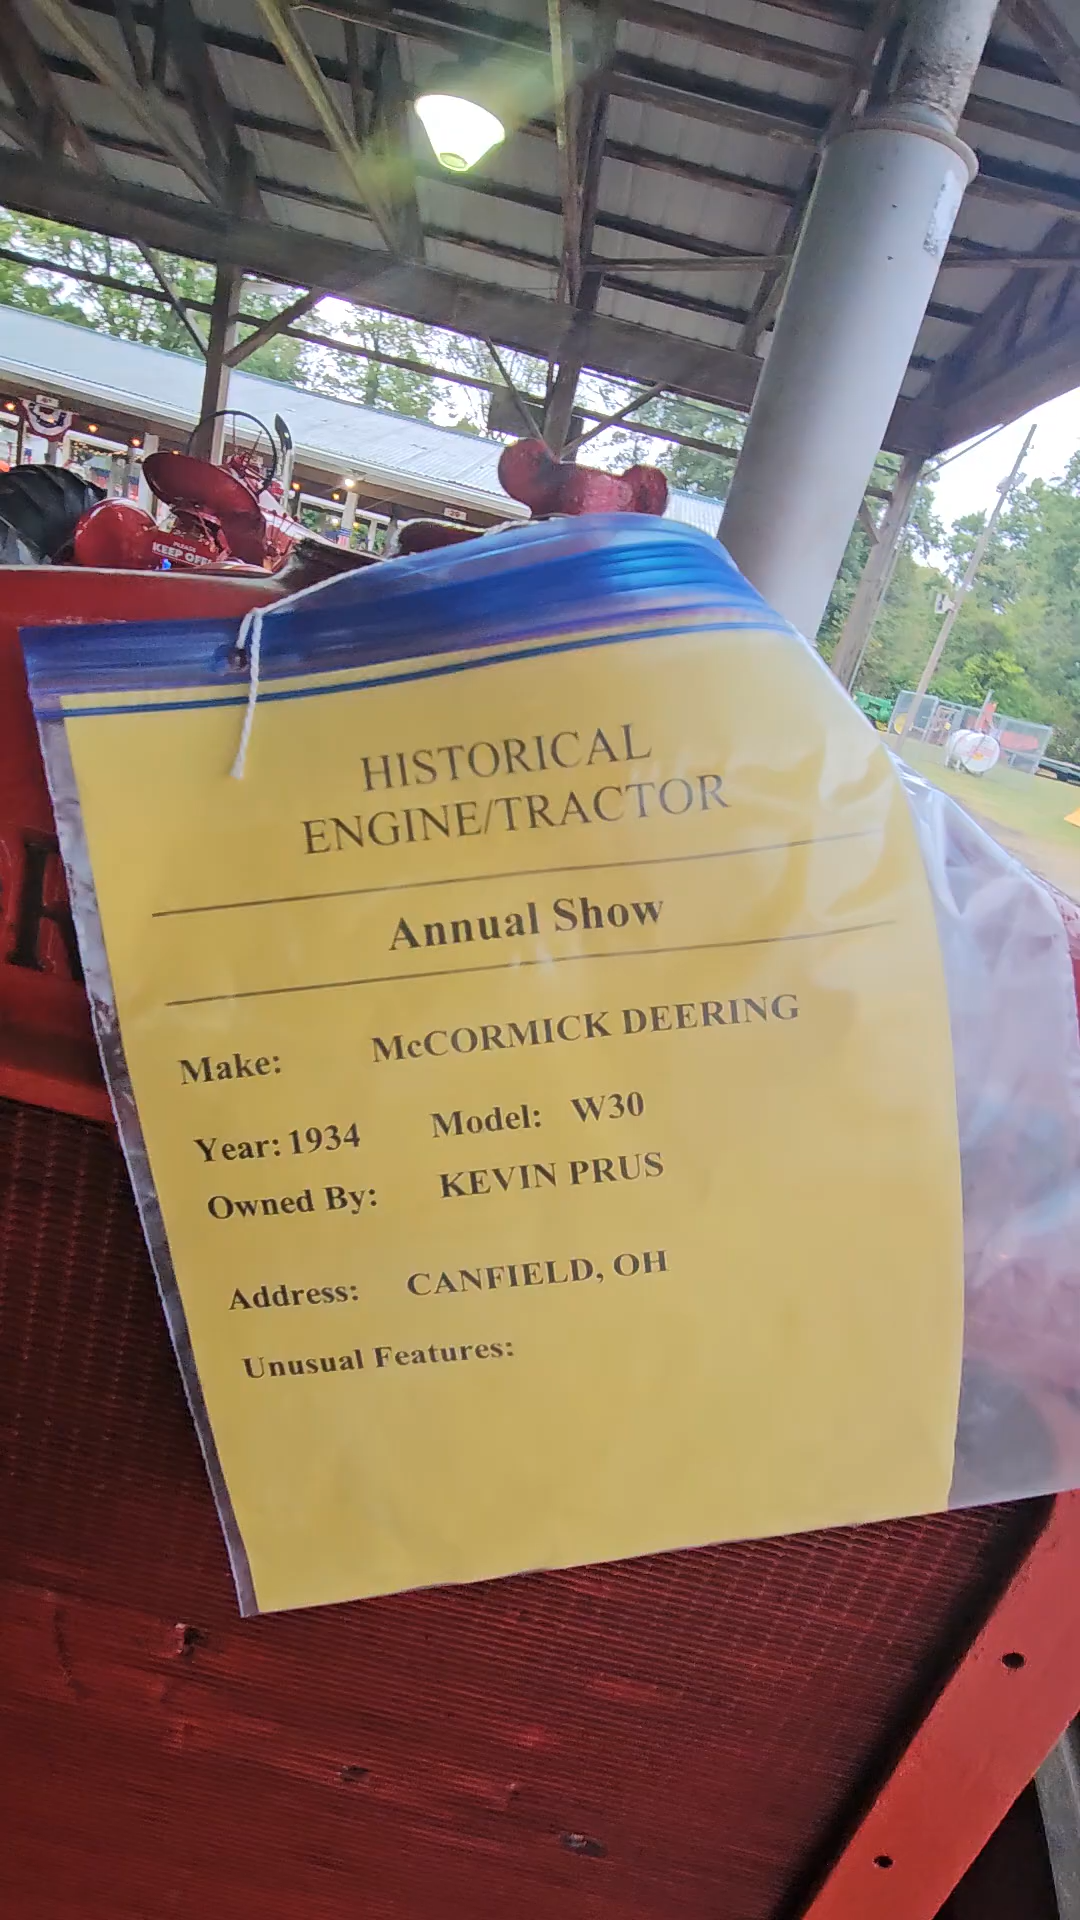 PLEASE
KEEP OFF
HISTORICAL
ENGINE/TRACTOR
Annual Show
Make: McCORMICK DEERING
Year: 1934 Model: W30
Owned By: KEVIN PRUS
Address: CANFIELD, OH
Unusual Features: